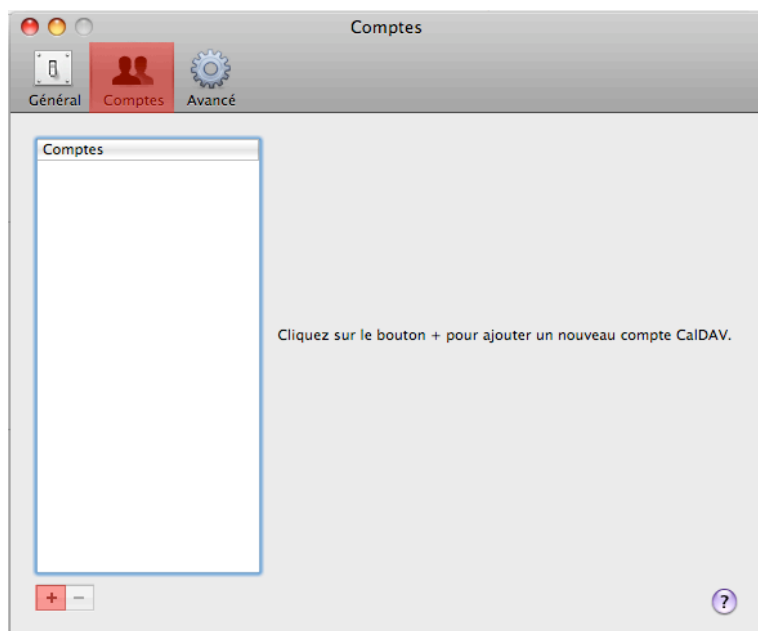 Comptes
Général Comptes Avancé
Comptes
Cliquez sur le bouton + pour ajouter un nouveau compte CalDAV.
+ −
?